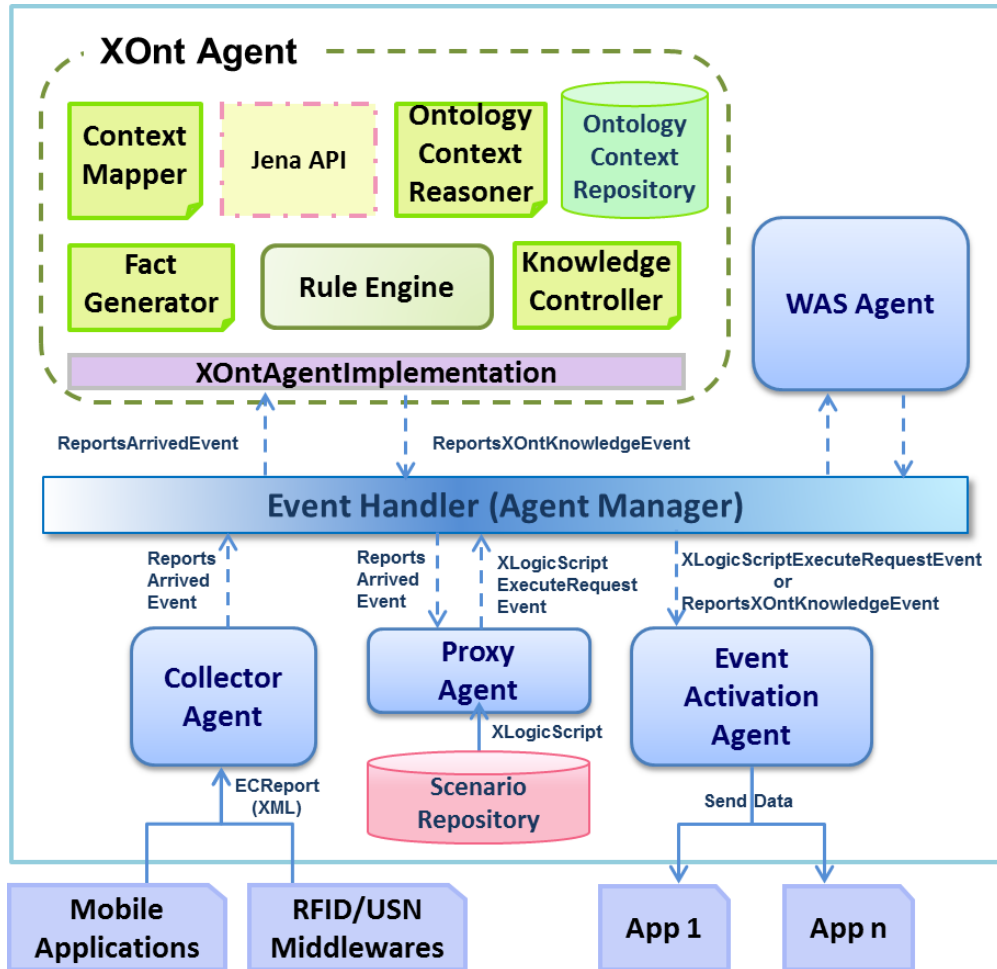 XOnt Agent
Context
Mapper
Jena API
Ontology
Context
Reasoner
Ontology
Context
Repository
Fact
Generator
Rule Engine
Knowledge
Controller
WAS Agent
XOntAgentImplementation
ReportsArrivedEvent
ReportsXOntKnowledgeEvent
Event Handler (Agent Manager)
Reports
Arrived
Event
Reports
Arrived
Event
XLogicScript
ExecuteRequest
Event
XLogicScriptExecuteRequestEvent
or
ReportsXOntKnowledgeEvent
Collector
Agent
Proxy
Agent
Event
Activation
Agent
XLogicScript
ECReport
(XML)
Scenario
Repository
Send Data
Mobile
Applications
RFID/USN
Middlewares
App 1
App n